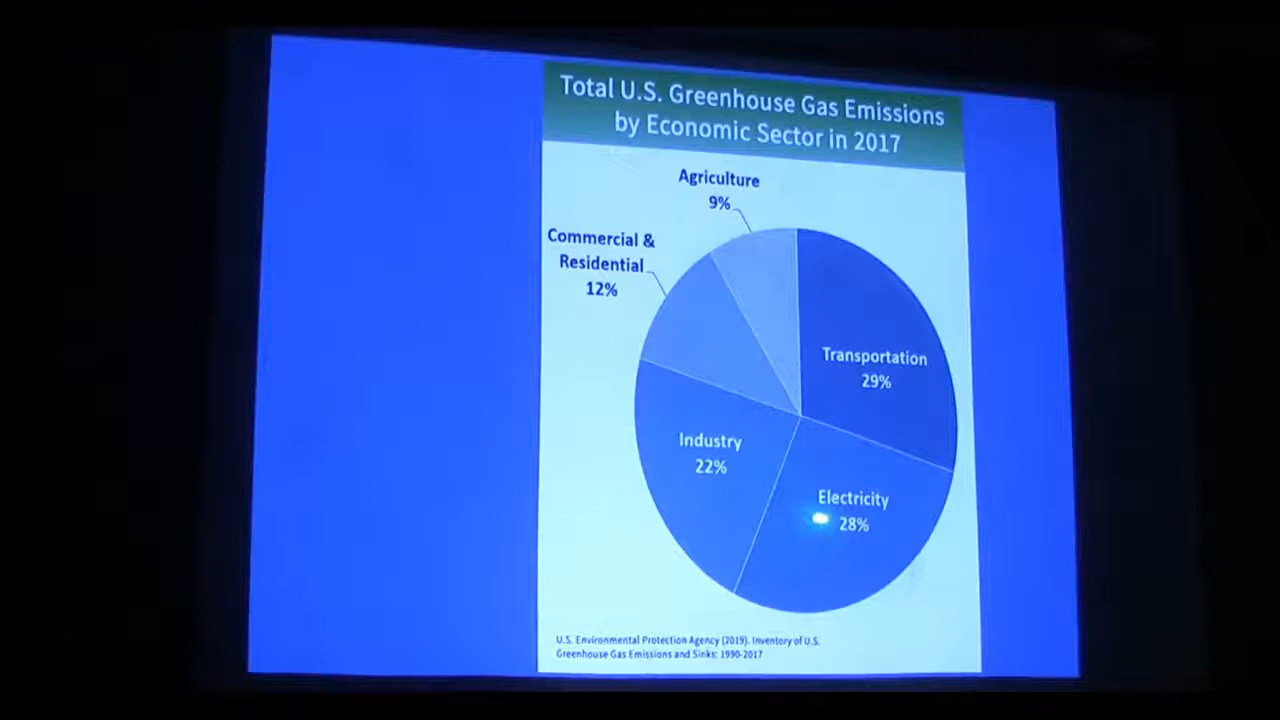 Total U.S. Greenhouse Gas Emissions
by Economic Sector in 2017
Agriculture
9%
Commercial &
Residential
12%
Transportation
29%
Industry
22%
Electricity
28%
U.S. Environmental Protection Agency (2019). Inventory of U.S.
Greenhouse Gas Emissions and Sinks: 1990-2017